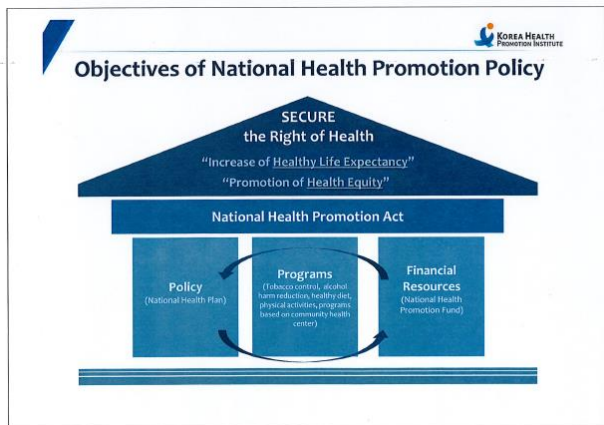 KOREA HEALTH
PROMOTION INSTITUTE
Objectives of National Health Promotion Policy
SECURE
the Right of Health
“Increase of Healthy Life Expectancy”
“Promotion of Health Equity”
National Health Promotion Act
Policy
(National Health Plan)
Programs
(Tobacco control, alcohol
harm reduction, healthy diet,
physical activities, programs
based on community health
center)
Financial
Resources
(National Health
Promotion Fund)